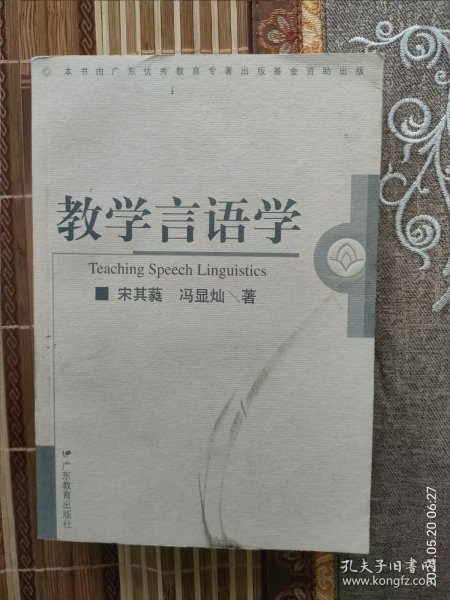 本书由广东优秀教育专著出版基金资助出版
教学言语学
Teaching Speech Linguistics
■ 宋其蕤 冯显灿＼著
广东教育出版社
2024.05.20 06:27
孔夫子旧书网
www.kongfz.com